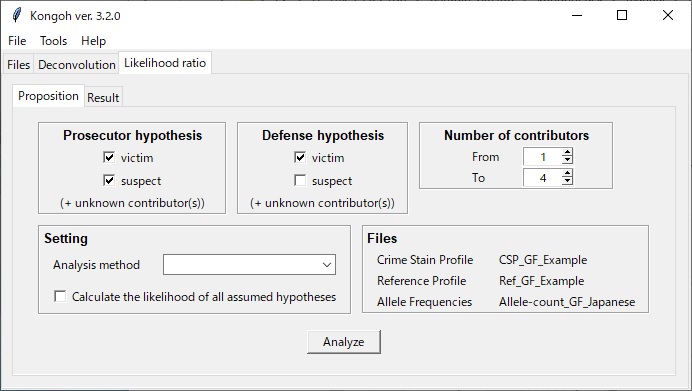 Kongoh ver. 3.2.0
File Tools Help
Files Deconvolution Likelihood ratio
Proposition Result
Prosecutor hypothesis
victim
suspect
(+ unknown contributor(s))
Defense hypothesis
victim
suspect
(+ unknown contributor(s))
Number of contributors
From 1
To 4
Setting
Analysis method
Calculate the likelihood of all assumed hypotheses
Files
Crime Stain Profile CSP_GF_Example
Reference Profile Ref_GF_Example
Allele Frequencies Allele-count_GF_Japanese
Analyze